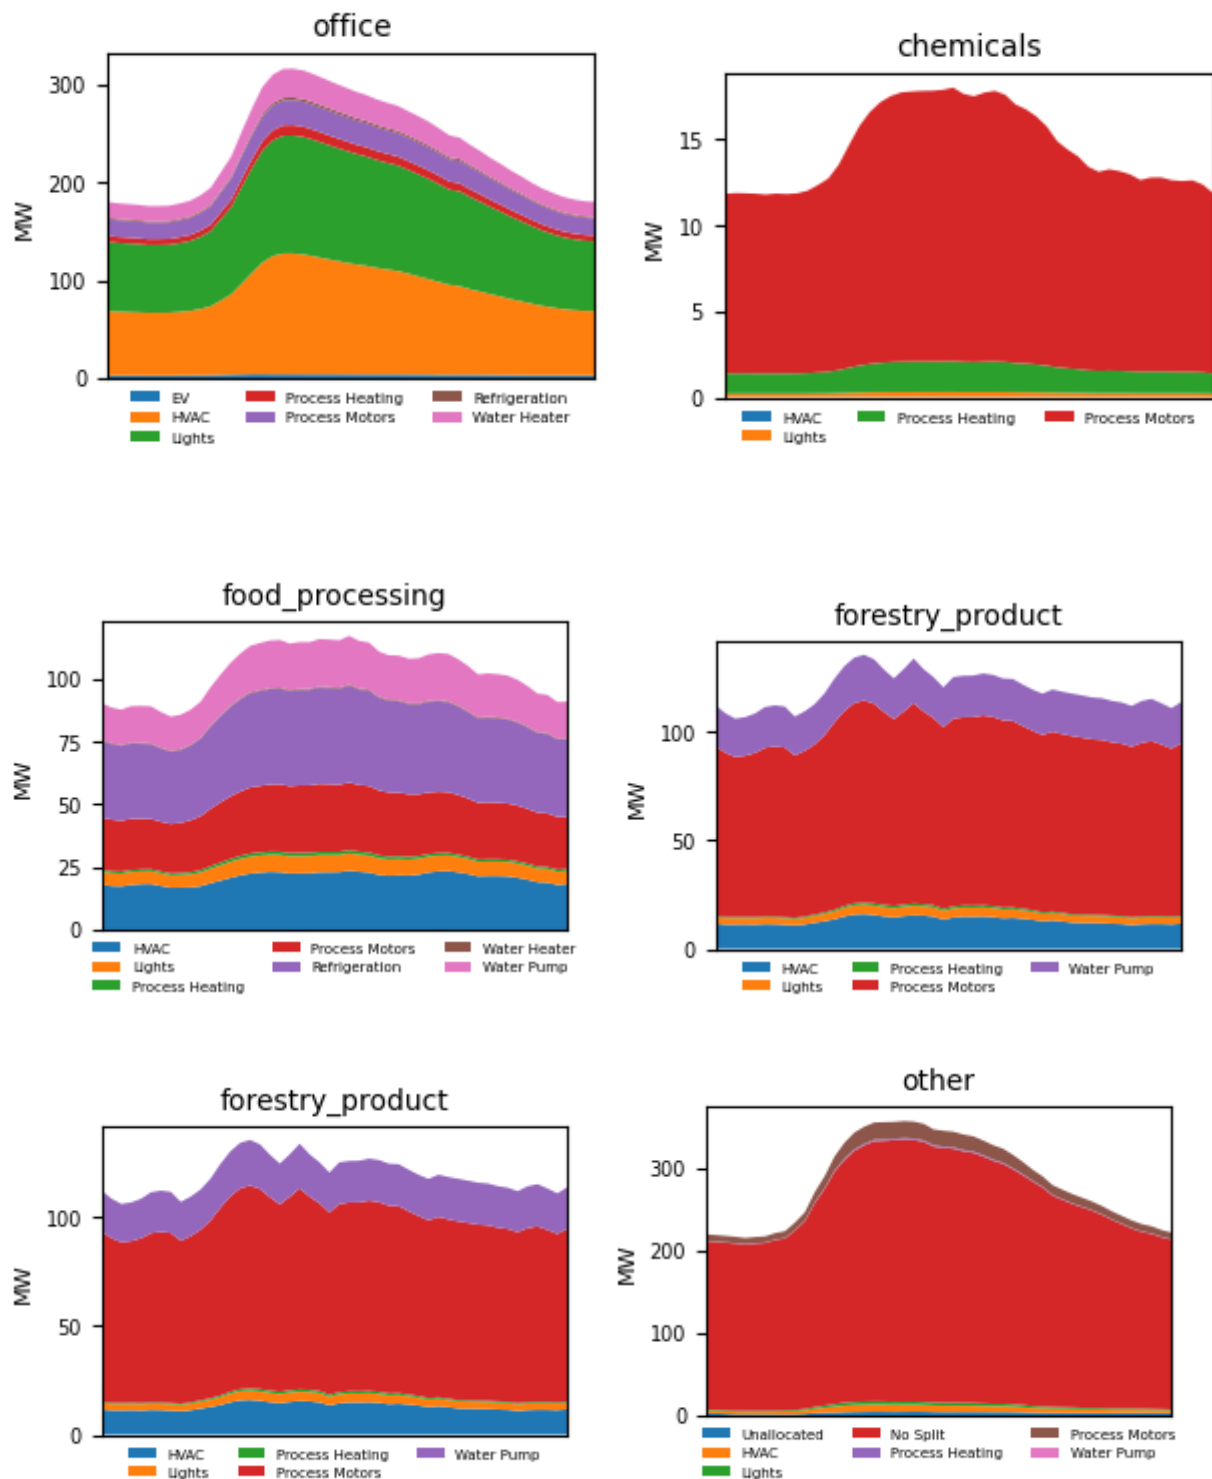 office
300
200
100
0
MW
EV Process Heating Refrigeration
HVAC Process Motors Water Heater
Lights
chemicals
15
10
5
0
MW
HVAC Process Heating Process Motors
Lights
food_processing
100
75
50
25
0
MW
HVAC Process Motors Water Heater
Lights Refrigeration Water Pump
Process Heating
forestry_product
100
50
0
MW
HVAC Process Heating Water Pump
Lights Process Motors
forestry_product
100
50
0
MW
HVAC Process Heating Water Pump
Lights Process Motors
other
300
200
100
0
MW
Unallocated No Split Process Motors
HVAC Process Heating Water Pump
Lights